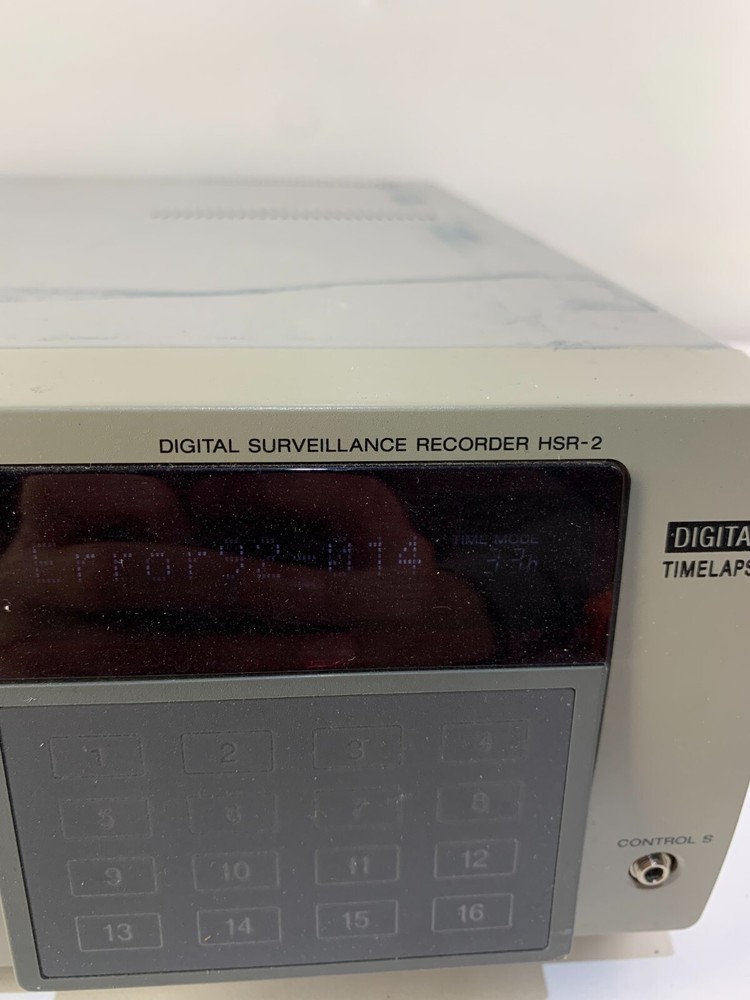 DIGITAL SURVEILLANCE RECORDER HSR-2
Error92-014
TIME MODE
DIGITA
TIMELAPS
1 2 3 4
5 6 7 8
9 10 11 12
13 14 15 16
CONTROL S